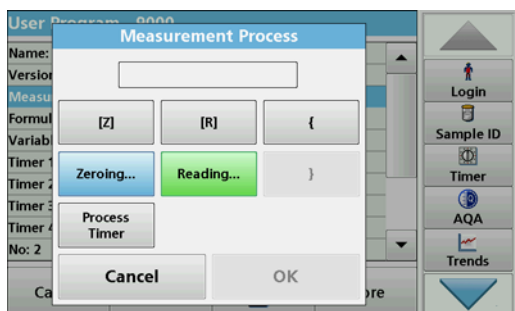 User Program 9000
Measurement Process
Name:
Version
Measu
Formul
Variabl
Timer 1
Timer 2
Timer 3
Timer 4
No: 2
[Z]
[R]
{
Zeroing...
Reading...
}
Process
Timer
Cancel
OK
Ca
ore
Login
Sample ID
Timer
AQA
Trends